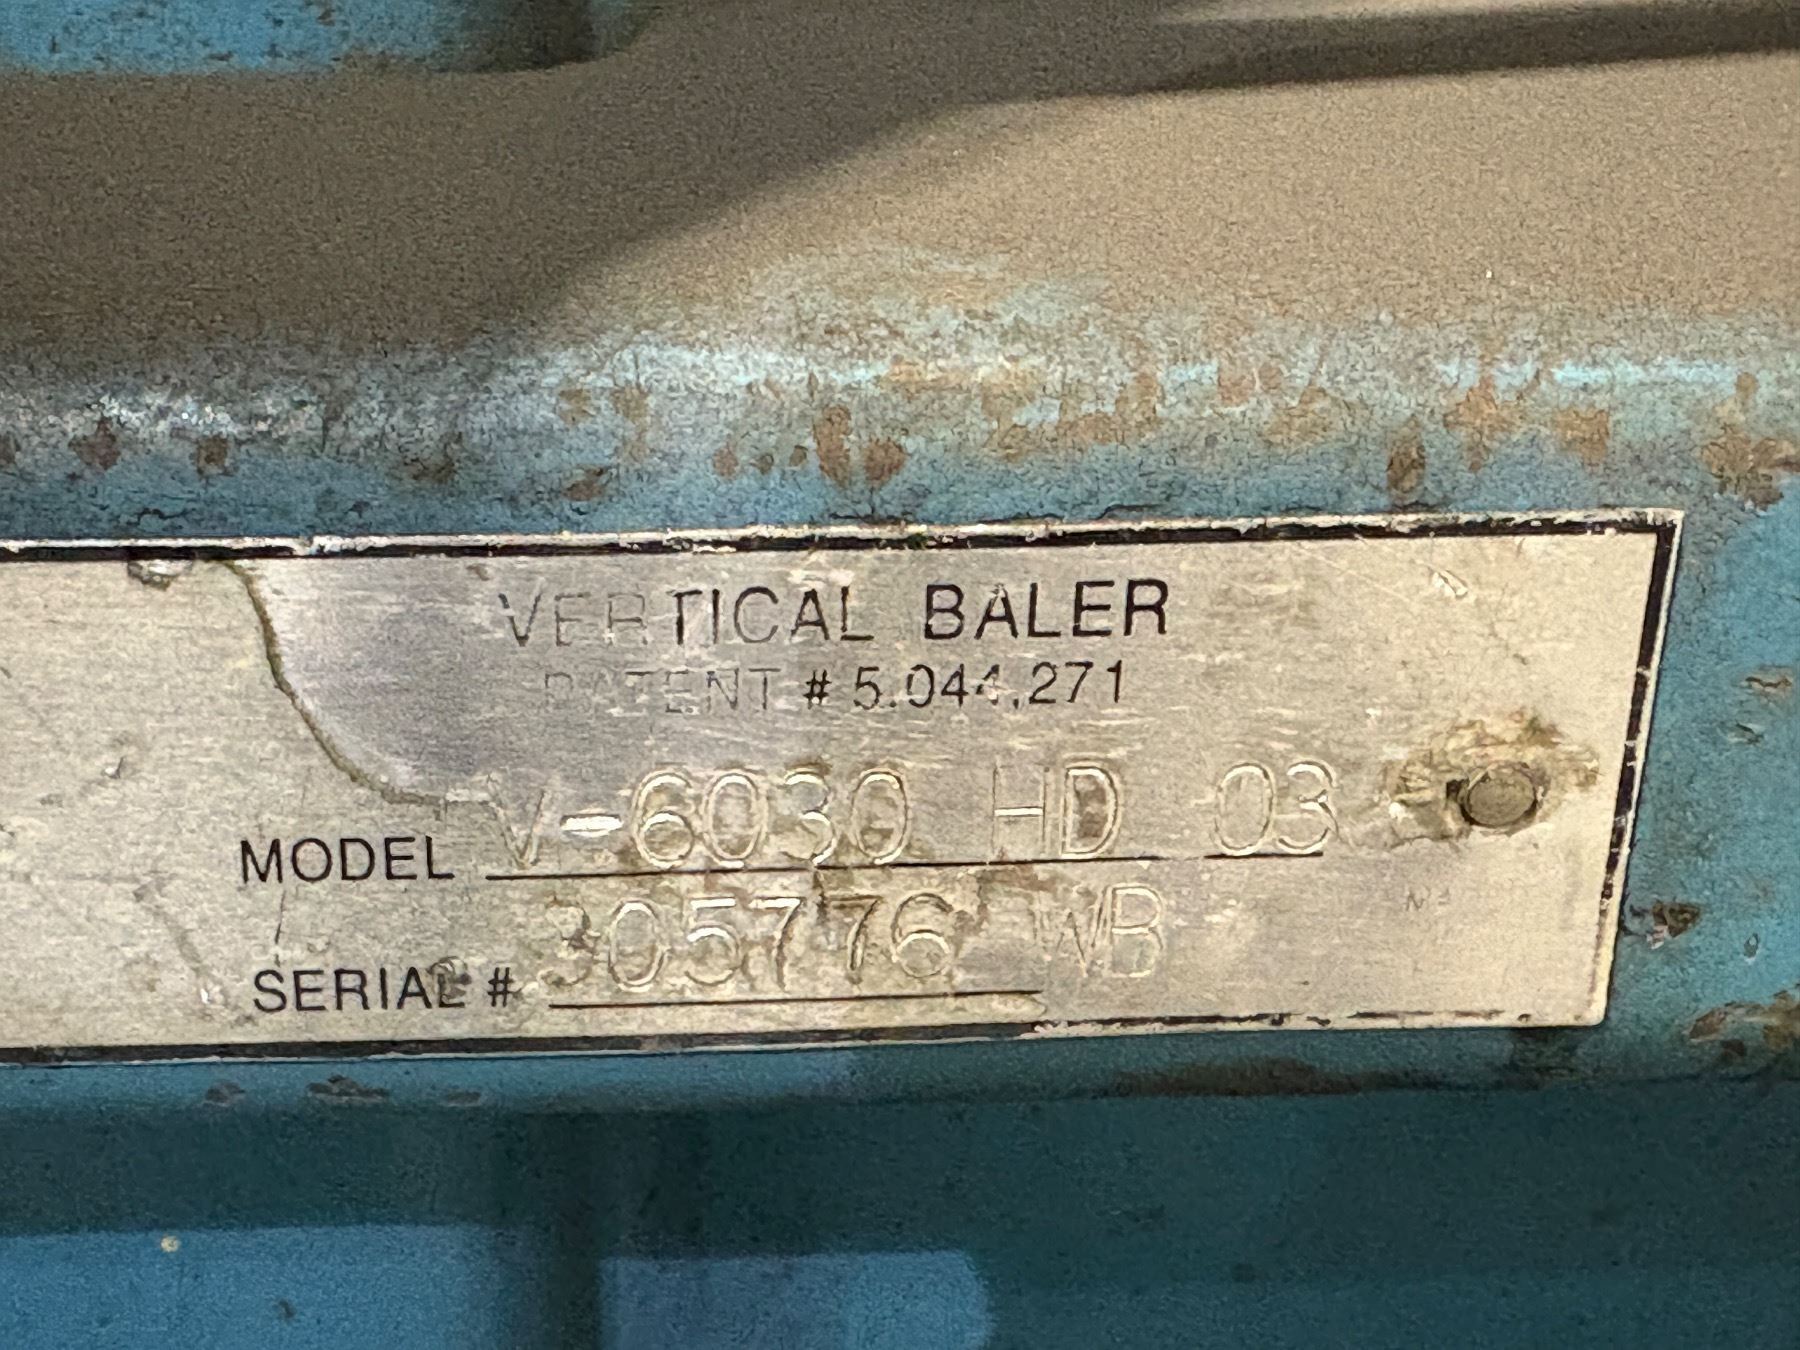 VERTICAL BALER
PATENT # 5.044.271
MODEL V-6030 HD 03
SERIAL # 305776 WB